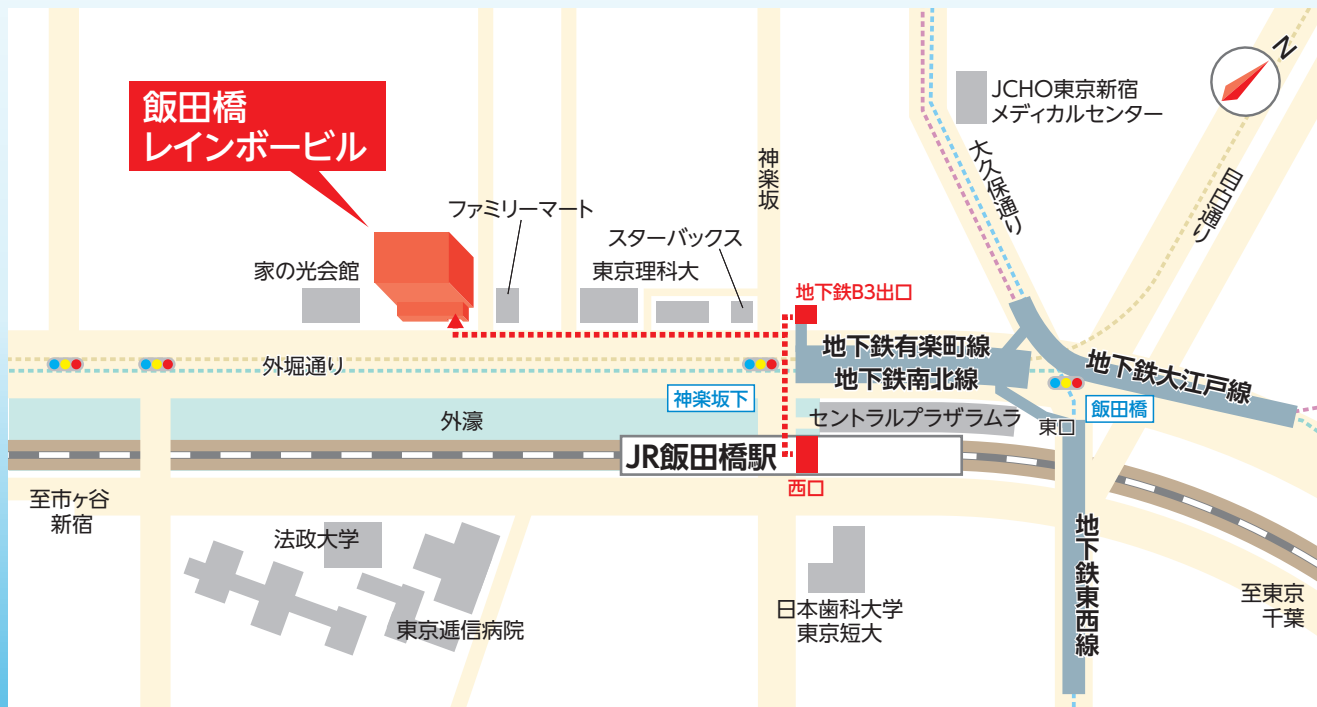 N
飯田橋
レインボービル
JCHO東京新宿
メディカルセンター
大久保通り
目白通り
神楽坂
ファミリーマート
スターバックス
家の光会館
東京理科大
地下鉄B3出口
地下鉄有楽町線
地下鉄南北線
地下鉄大江戸線
外堀通り
神楽坂下
飯田橋
外濠
セントラルプラザラムラ
東口
JR飯田橋駅
西口
至市ヶ谷
新宿
法政大学
東京逓信病院
日本歯科大学
東京短大
地下鉄東西線
至東京
千葉